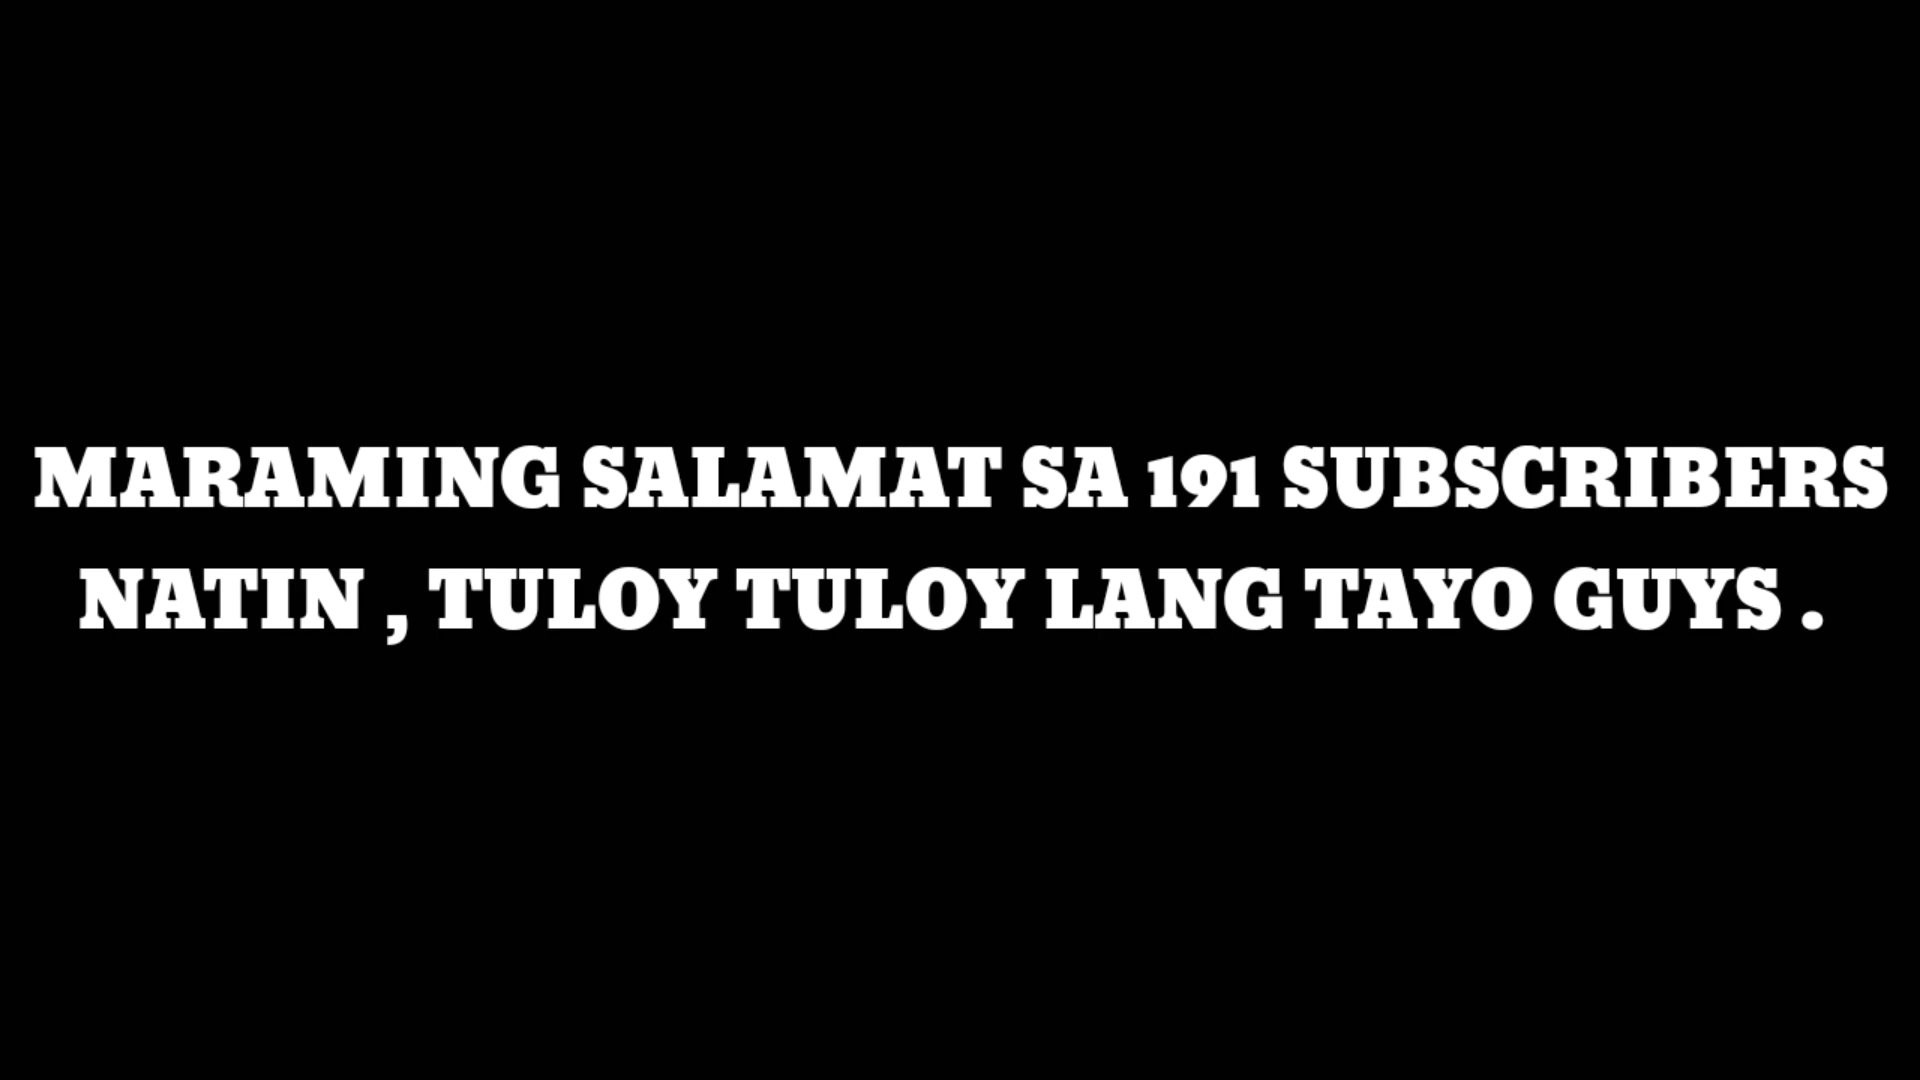 MARAMING SALAMAT SA 191 SUBSCRIBERS
NATIN , TULOY TULOY LANG TAYO GUYS .